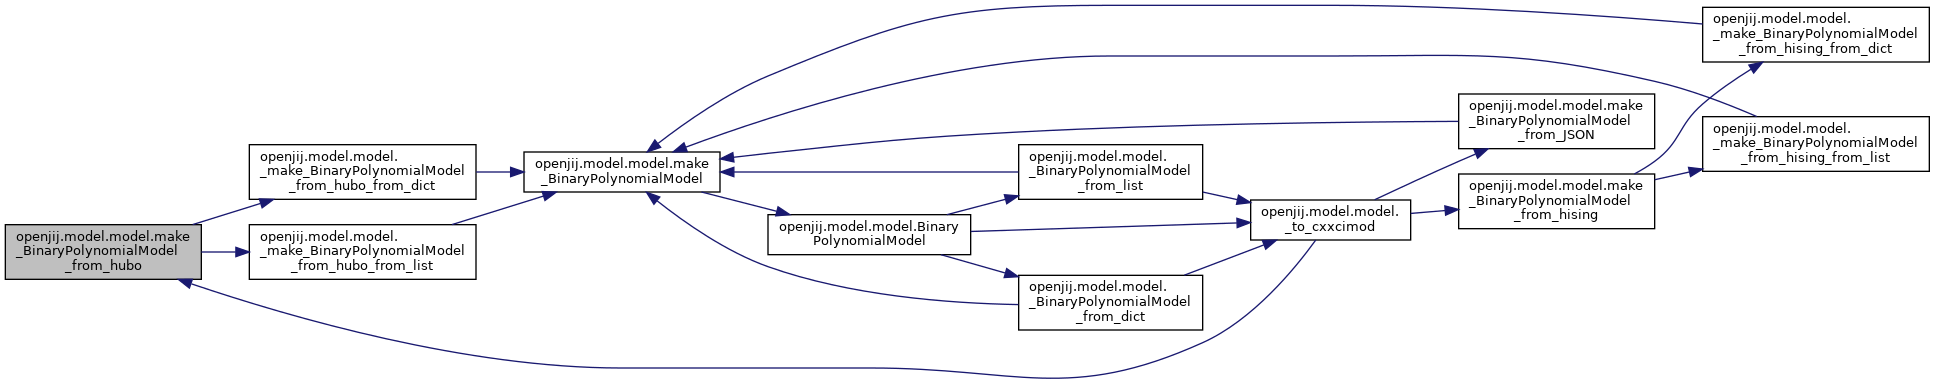 openjij.model.model.make
_BinaryPolynomialModel
_from_hubo
openjij.model.model.
_make_BinaryPolynomialModel
_from_hubo_from_dict
openjij.model.model.
_make_BinaryPolynomialModel
_from_hubo_from_list
openjij.model.model.make
_BinaryPolynomialModel
openjij.model.model.Binary
PolynomialModel
openjij.model.model.
_BinaryPolynomialModel
_from_list
openjij.model.model.
_BinaryPolynomialModel
_from_dict
openjij.model.model.
_to_cxxcimod
openjij.model.model.make
_BinaryPolynomialModel
_from_JSON
openjij.model.model.make
_BinaryPolynomialModel
_from_hising
openjij.model.model.
_make_BinaryPolynomialModel
_from_hising_from_dict
openjij.model.model.
_make_BinaryPolynomialModel
_from_hising_from_list